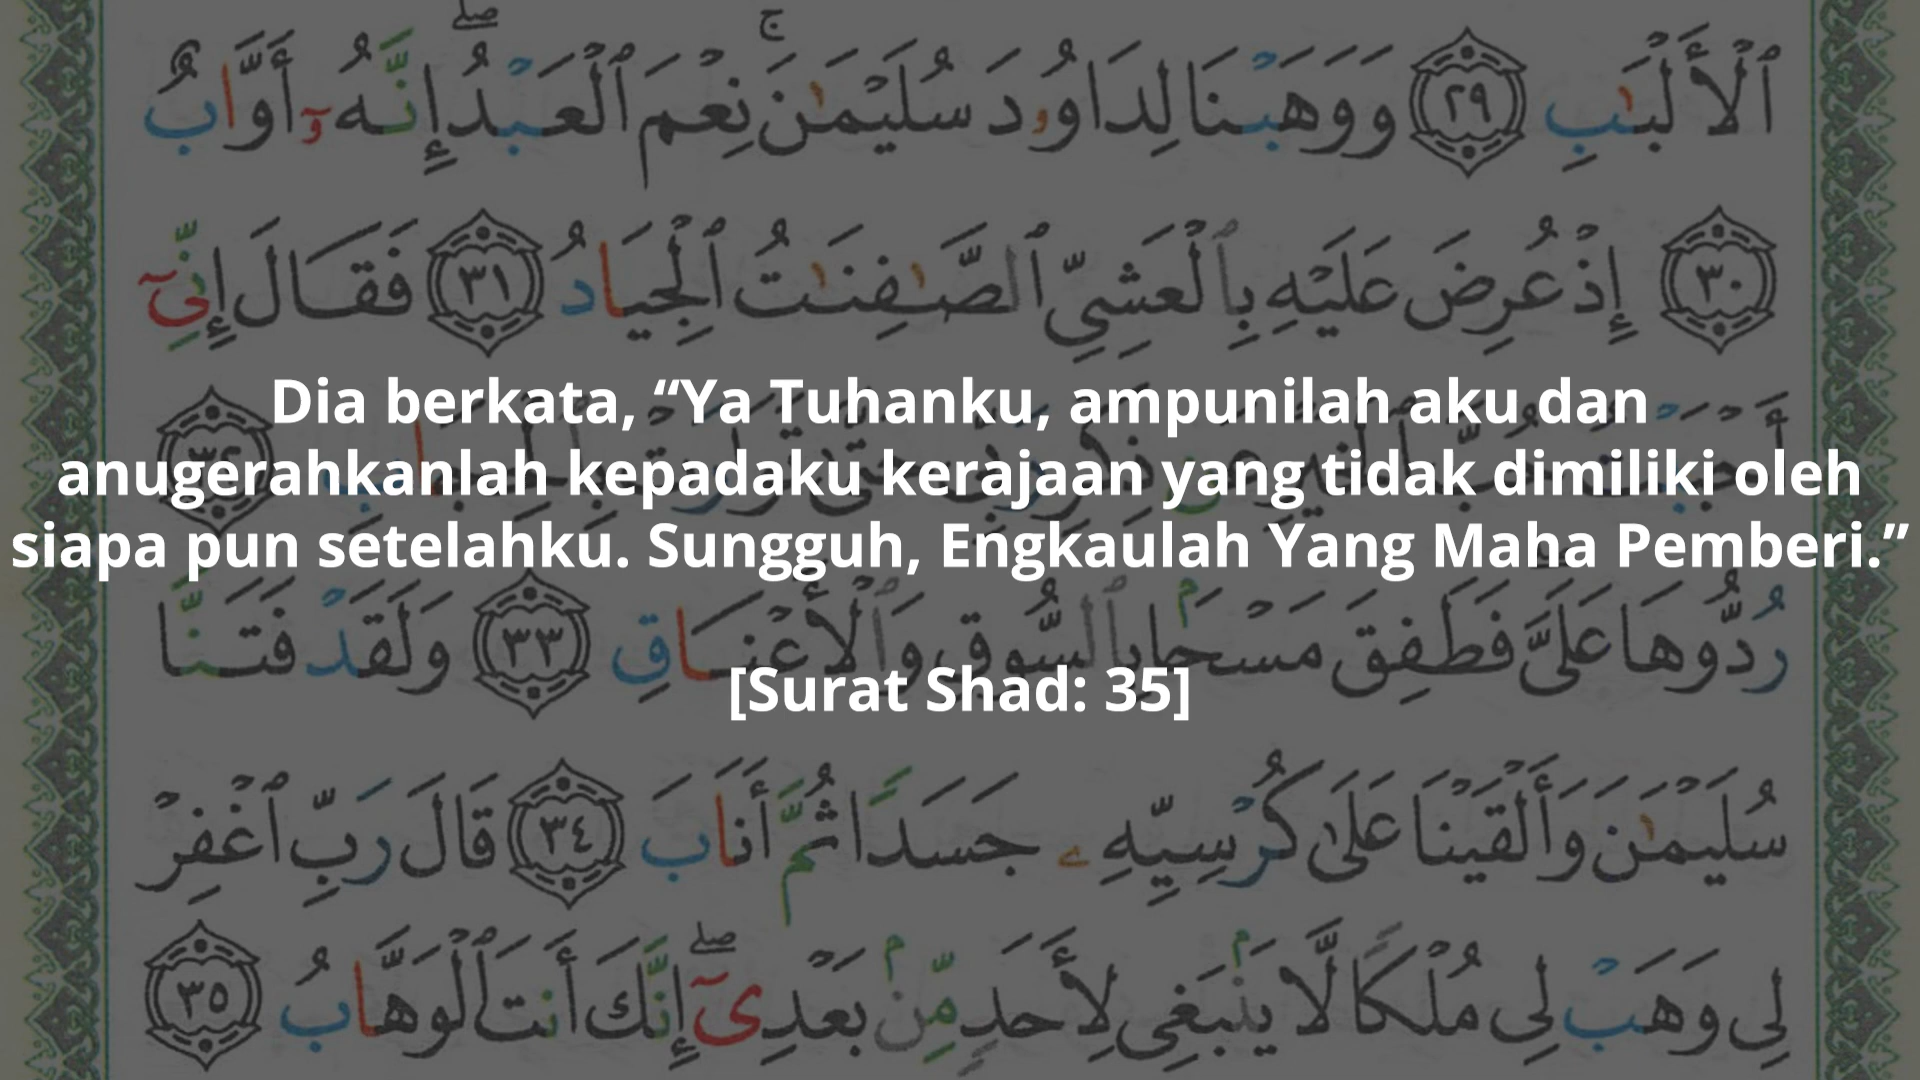 ٱلْأَلْبَٰبِ ٢٩ وَوَهَبْنَا لِدَاوُۥدَ سُلَيْمَٰنَ ۚ نِعْمَ ٱلْعَبْدُ ۖ إِنَّهُۥٓ أَوَّابٌ
٣٠ إِذْ عُرِضَ عَلَيْهِ بِٱلْعَشِىِّ ٱلصَّٰفِنَٰتُ ٱلْجِيَادُ ٣١ فَقَالَ إِنِّىٓ
Dia berkata, “Ya Tuhanku, ampunilah aku dan
anugerahkanlah kepadaku kerajaan yang tidak dimiliki oleh
siapa pun setelahku. Sungguh, Engkaulah Yang Maha Pemberi.”
رُدُّوهَا عَلَىَّ فَطَفِقَ مَسْحًۢا بِٱلسُّوقِ وَٱلْأَعْنَاقِ ٣٣ وَلَقَدْ فَتَنَّا
[Surat Shad: 35]
سُلَيْمَٰنَ وَأَلْقَيْنَا عَلَىٰ كُرْسِيِّهِۦ جَسَدًا ثُمَّ أَنَابَ ٣٤ قَالَ رَبِّ ٱغْفِرْ
لِى وَهَبْ لِى مُلْكًا لَّا يَنۢبَغِى لِأَحَدٍ مِّنۢ بَعْدِىٓ ۖ إِنَّكَ أَنتَ ٱلْوَهَّابُ ٣٥